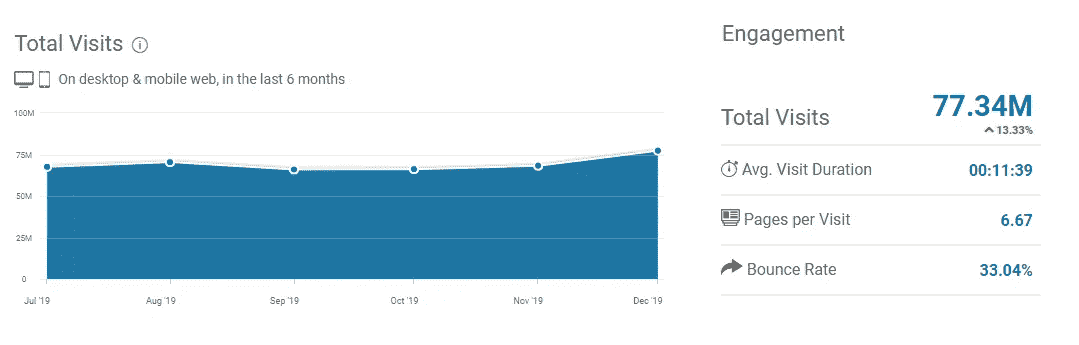 Total Visits
On desktop & mobile web, in the last 6 months
100M
75M
50M
25M
0
Jul '19
Aug '19
Sep '19
Oct '19
Nov '19
Dec '19
Engagement
Total Visits
77.34M
13.33%
Avg. Visit Duration
00:11:39
Pages per Visit
6.67
Bounce Rate
33.04%